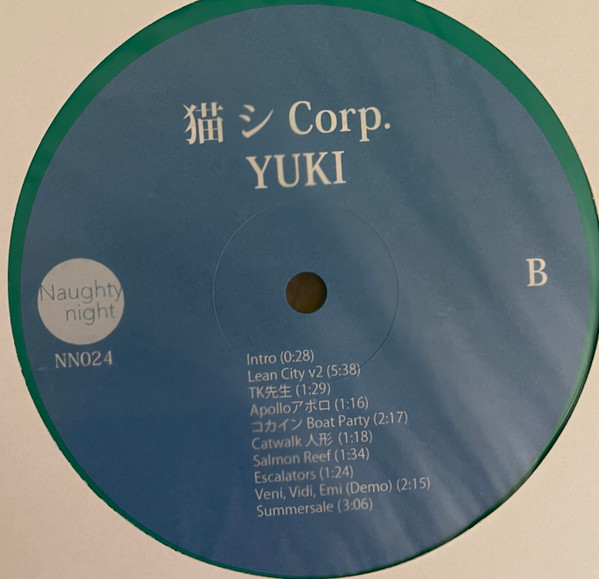 猫 シ Corp.
YUKI
B
Naughty
night
NN024
Intro (0:28)
Lean City v2 (5:38)
TK先生 (1:29)
Apolloアポロ (1:16)
コカイン Boat Party (2:17)
Catwalk 人形 (1:18)
Salmon Reef (1:34)
Escalators (1:24)
Veni, Vidi, Emi (Demo) (2:15)
Summersale (3:06)